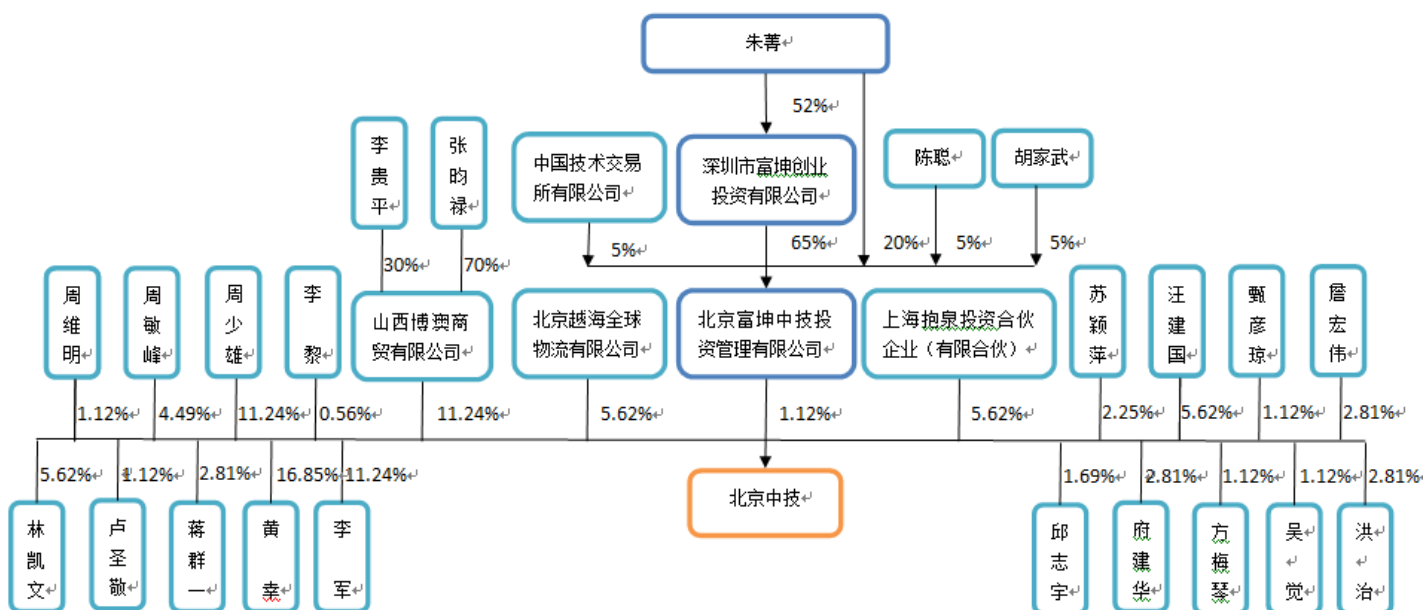 朱菁
52%
李
贵
平
张
昀
禄
中国技术交易
所有限公司
深圳市富坤创业
投资有限公司
陈聪
胡家武
30%
70%
5%
65%
20%
5%
5%
周
维
明
周
敏
峰
周
少
雄
李
黎
山西博澳商
贸有限公司
北京越海全球
物流有限公司
北京富坤中技投
资管理有限公司
上海抱泉投资合伙
企业（有限合伙）
苏
颖
萍
汪
建
国
甄
彦
琼
詹
宏
伟
1.12%
4.49%
11.24%
0.56%
11.24%
5.62%
1.12%
5.62%
2.25%
5.62%
1.12%
2.81%
5.62%
1.12%
2.81%
16.85%
11.24%
1.69%
2.81%
1.12%
1.12%
2.81%
北京中技
林
凯
文
卢
圣
敬
蒋
群
一
黄
幸
李
军
邱
志
宇
府
建
华
方
梅
琴
吴
觉
洪
治